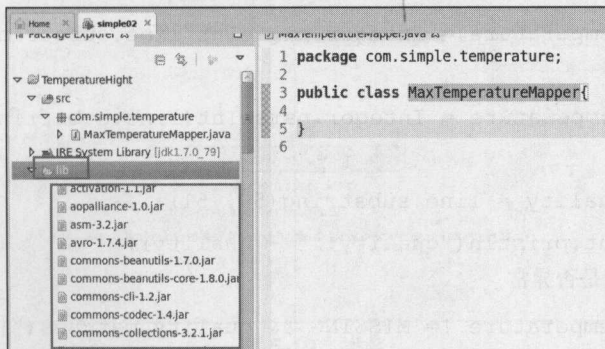 Home simple02
Package Explorer
MaxTemperatureMapper.java
TemperatureHight
src
com.simple.temperature
MaxTemperatureMapper.java
JRE System Library [jdk1.7.0_79]
lib
activation-1.1.jar
aopalliance-1.0.jar
asm-3.2.jar
avro-1.7.4.jar
commons-beanutils-1.7.0.jar
commons-beanutils-core-1.8.0.jar
commons-cli-1.2.jar
commons-codec-1.4.jar
commons-collections-3.2.1.jar
1 package com.simple.temperature;
2
3 public class MaxTemperatureMapper{
4
5 }
6